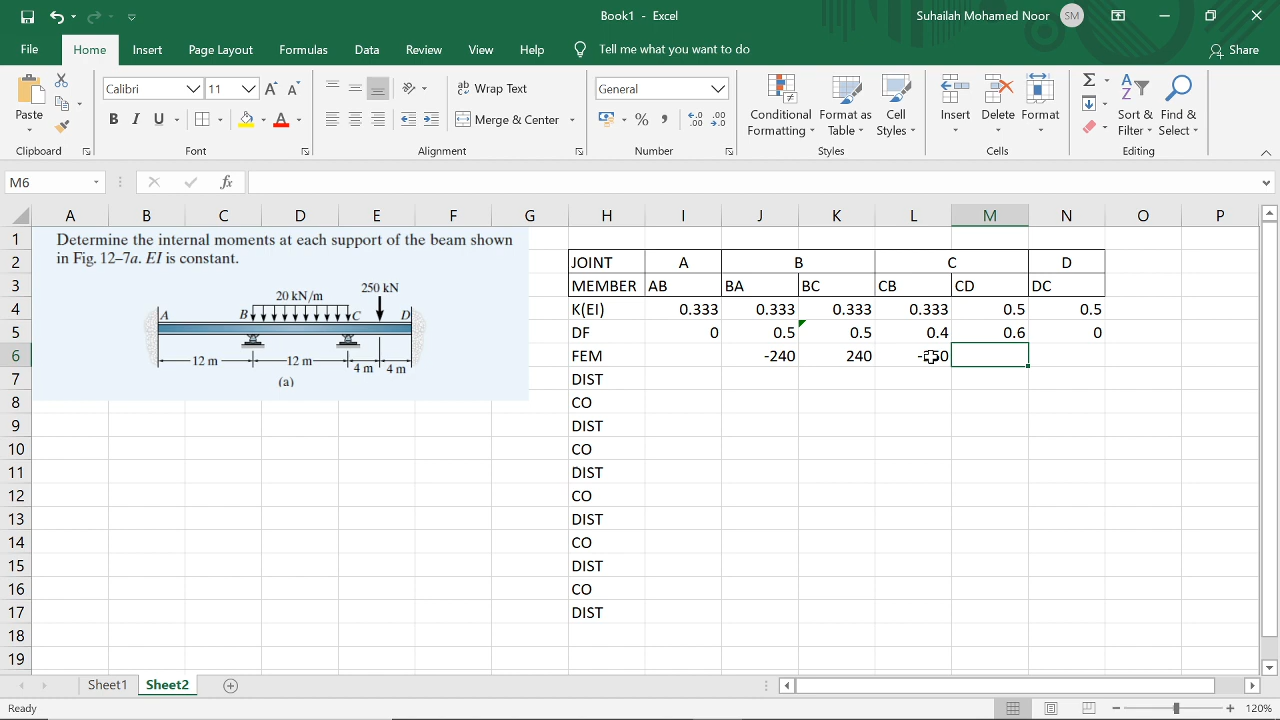 Book1 - Excel
Suhailah Mohamed Noor SM
File Home Insert Page Layout Formulas Data Review View Help Tell me what you want to do Share
Paste
Clipboard
Calibri 11
B I U
Font
Wrap Text
Merge & Center
Alignment
General
Number
Conditional Formatting
Format as Table
Cell Styles
Styles
Insert Delete Format
Cells
Sort & Filter
Find & Select
Editing
M6 fx
A B C D E F G H I J K L M N O P
1
2 JOINT A B C D
3 MEMBER AB BA BC CB CD DC
4 K(EI) 0.333 0.333 0.333 0.333 0.5 0.5
5 DF 0 0.5 0.5 0.4 0.6 0
6 FEM -240 240
7 DIST
8 CO
9 DIST
10 CO
11 DIST
12 CO
13 DIST
14 CO
15 DIST
16 CO
17 DIST
18
19
Determine the internal moments at each support of the beam shown
in Fig. 12–7a. EI is constant.
250 kN
20 kN/m
A B C D
12 m 12 m 4 m 4 m
(a)
Sheet1 Sheet2
Ready 120%